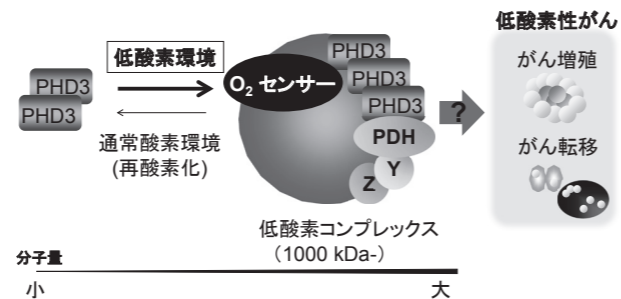 低酸素性がん
低酸素環境
PHD3
PHD3
通常酸素環境
(再酸素化)
O2 センサー
PHD3
PHD3
PHD3
PDH
Y
Z
?
がん増殖
がん転移
低酸素コンプレックス
(1000 kDa-)
分子量
小
大